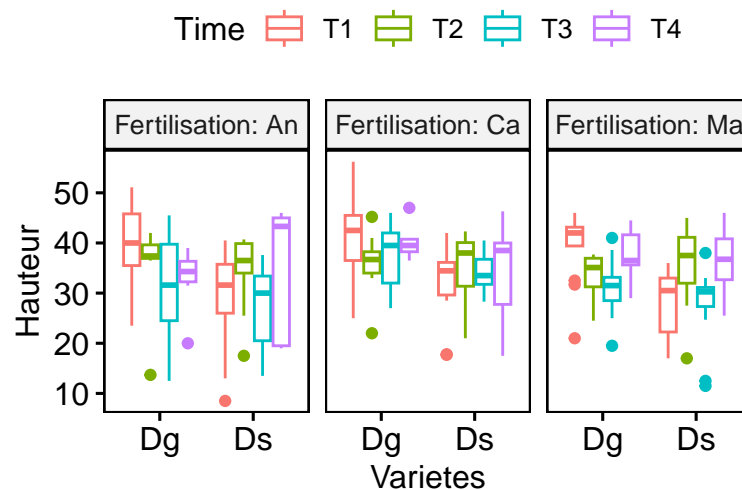 Time T1 T2 T3 T4
Fertilisation: An Fertilisation: Ca Fertilisation: Ma
Hauteur
50
40
30
20
10
Dg Ds Dg Ds Dg Ds
Varietes